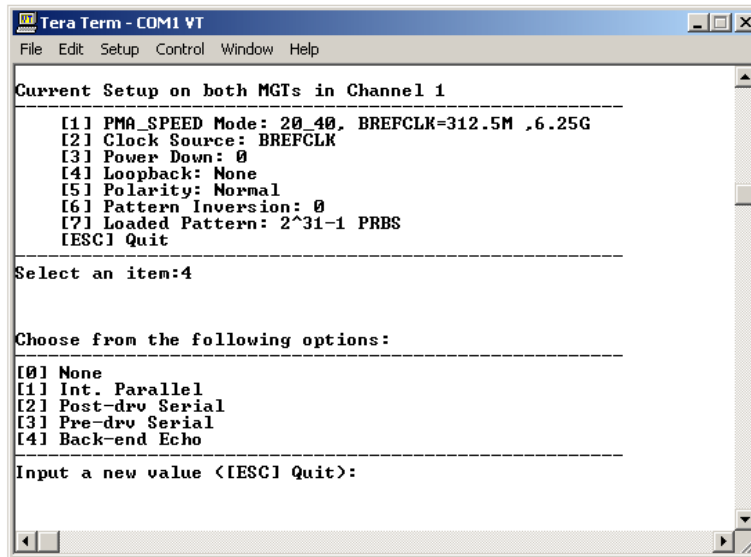 Tera Term - COM1 VT
File Edit Setup Control Window Help
Current Setup on both MGTs in Channel 1
[1] PMA_SPEED Mode: 20_40, BREFCLK=312.5M ,6.25G
[2] Clock Source: BREFCLK
[3] Power Down: 0
[4] Loopback: None
[5] Polarity: Normal
[6] Pattern Inversion: 0
[7] Loaded Pattern: 2^31-1 PRBS
[ESC] Quit
Select an item:4
Choose from the following options:
[0] None
[1] Int. Parallel
[2] Post-drv Serial
[3] Pre-drv Serial
[4] Back-end Echo
Input a new value ([ESC] Quit):